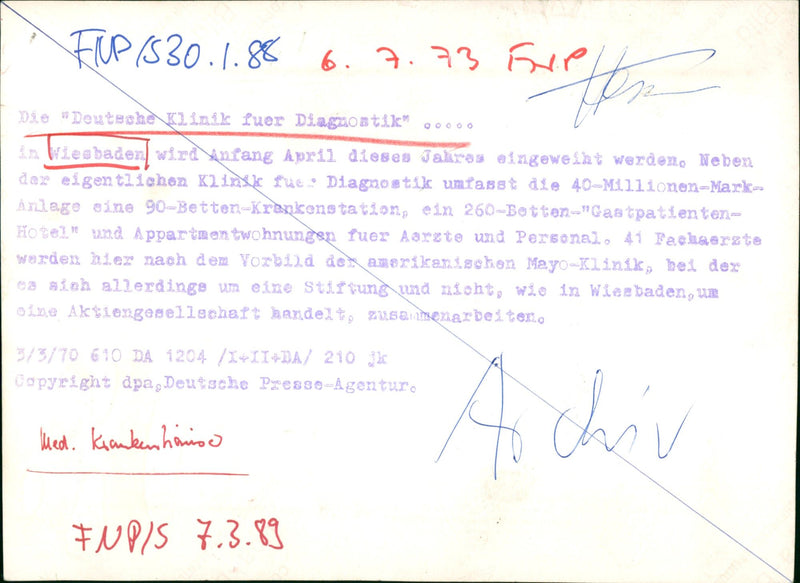 FNP/S 30.1.88 6. 7. 73 FNP
Die "Deutsche Klinik fuer Diagnostik" .....
in Wiesbaden wird Anfang April dieses Jahres eingeweiht werden. Neben
der eigentlichen Klinik fuer Diagnostik umfasst die 40-Millionen-Mark-
Anlage eine 90-Betten-Krankenstation, ein 260-Betten-"Gastpatienten-
Hotel" und Appartmentwohnungen fuer Aerzte und Personal. 41 Fachaerzte
werden hier nach dem Vorbild der amerikanischen Mayo-Klinik, bei der
es sich allerdings um eine Stiftung und nicht, wie in Wiesbaden,um
eine Aktiengesellschaft handelt, zusammenarbeiten.
3/3/70 610 DA 1204 /I+II+BA/ 210 jk
Copyright dpa,Deutsche Presse-Agentur.
Archiv
Med. Krankenhäuser
FNP/S 7.3.89